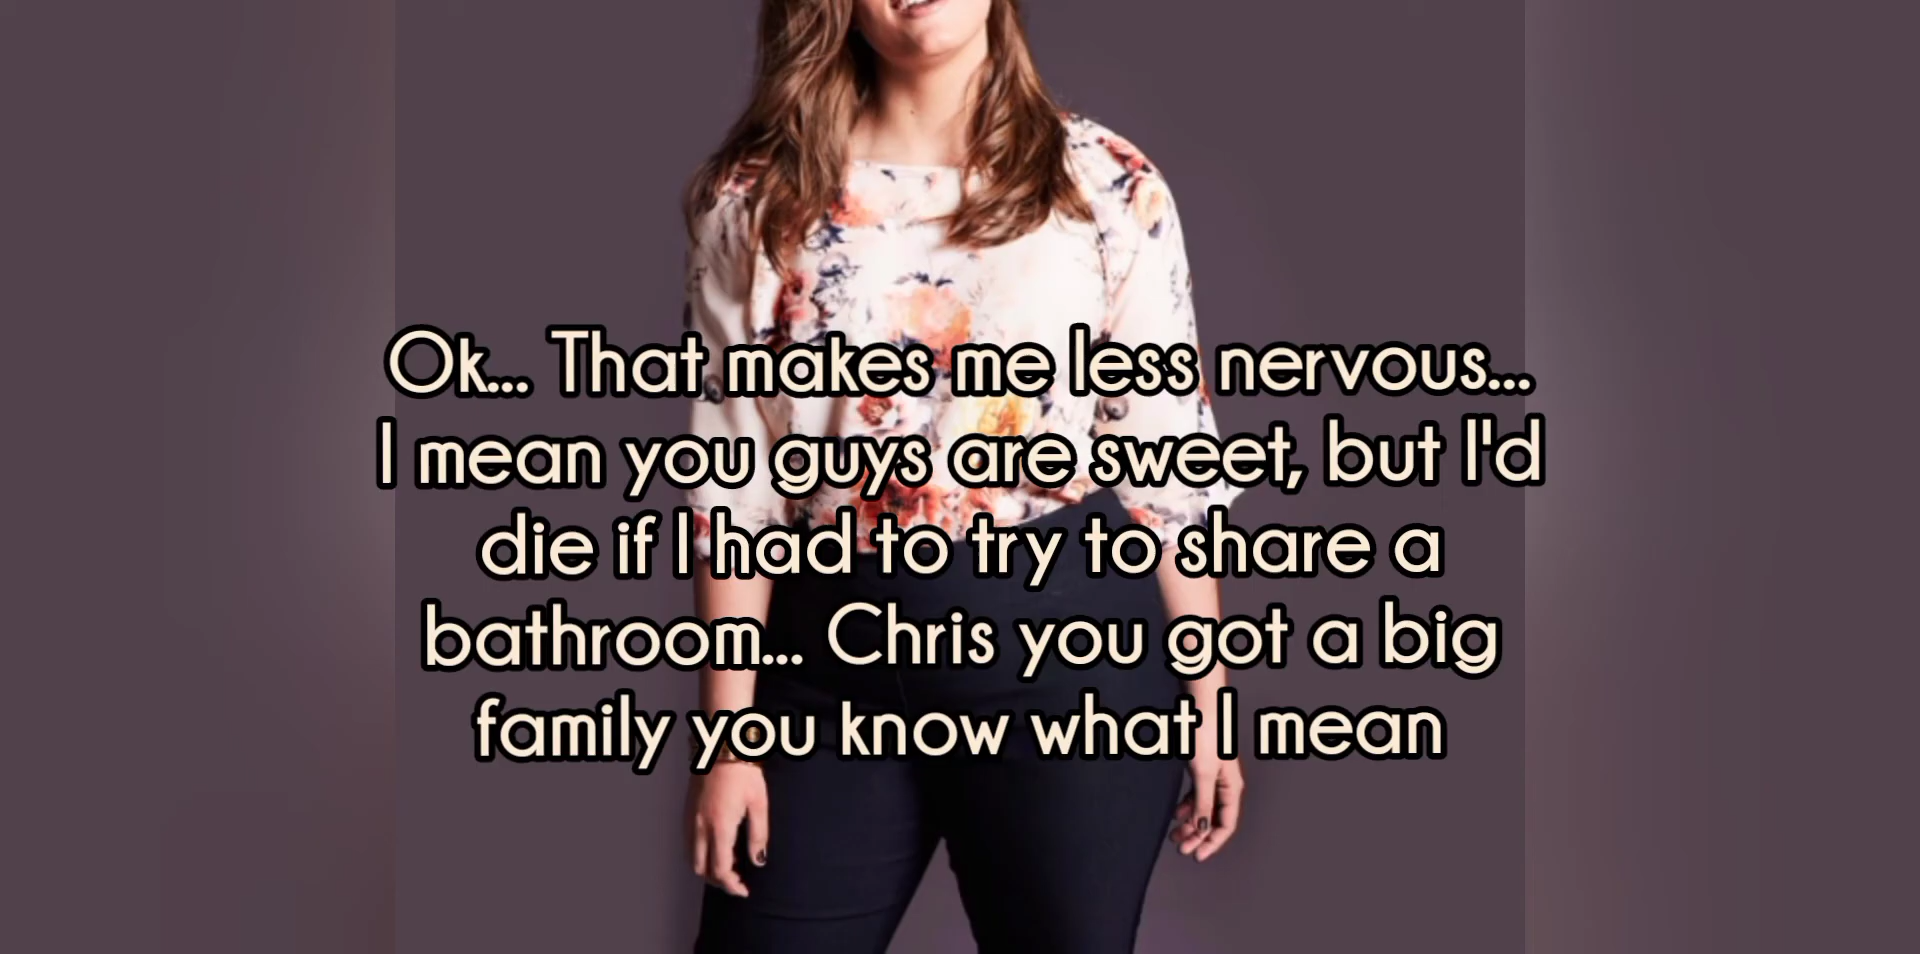 Ok... That makes me less nervous...
I mean you guys are sweet, but I'd
die if I had to try to share a
bathroom... Chris you got a big
family you know what I mean